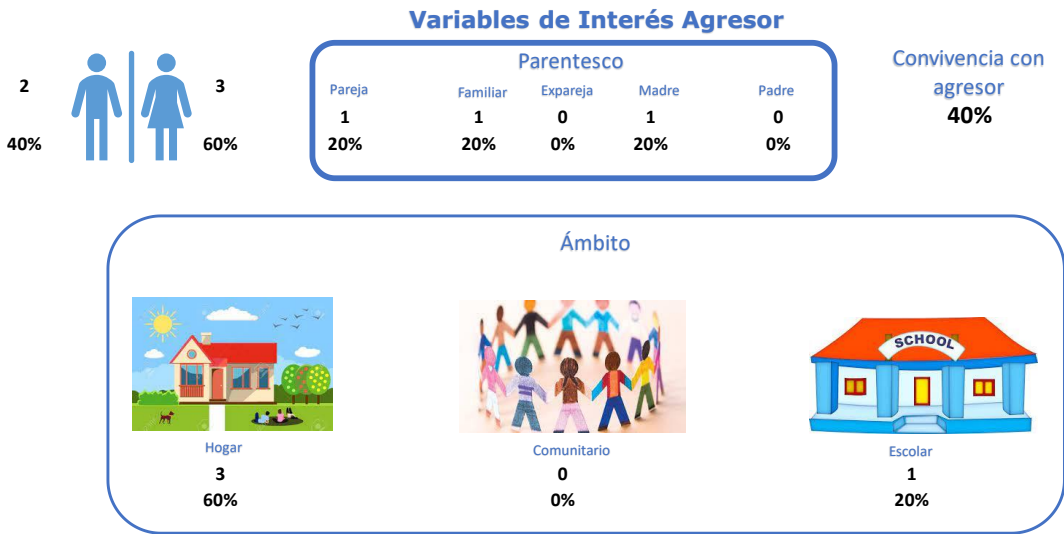 Variables de Interés Agresor
2
40%
3
60%
Parentesco
Pareja Familiar Expareja Madre Padre
1 1 0 1 0
20% 20% 0% 20% 0%
Convivencia con
agresor
40%
Ámbito
SCHOOL
Hogar Comunitario Escolar
3 0 1
60% 0% 20%